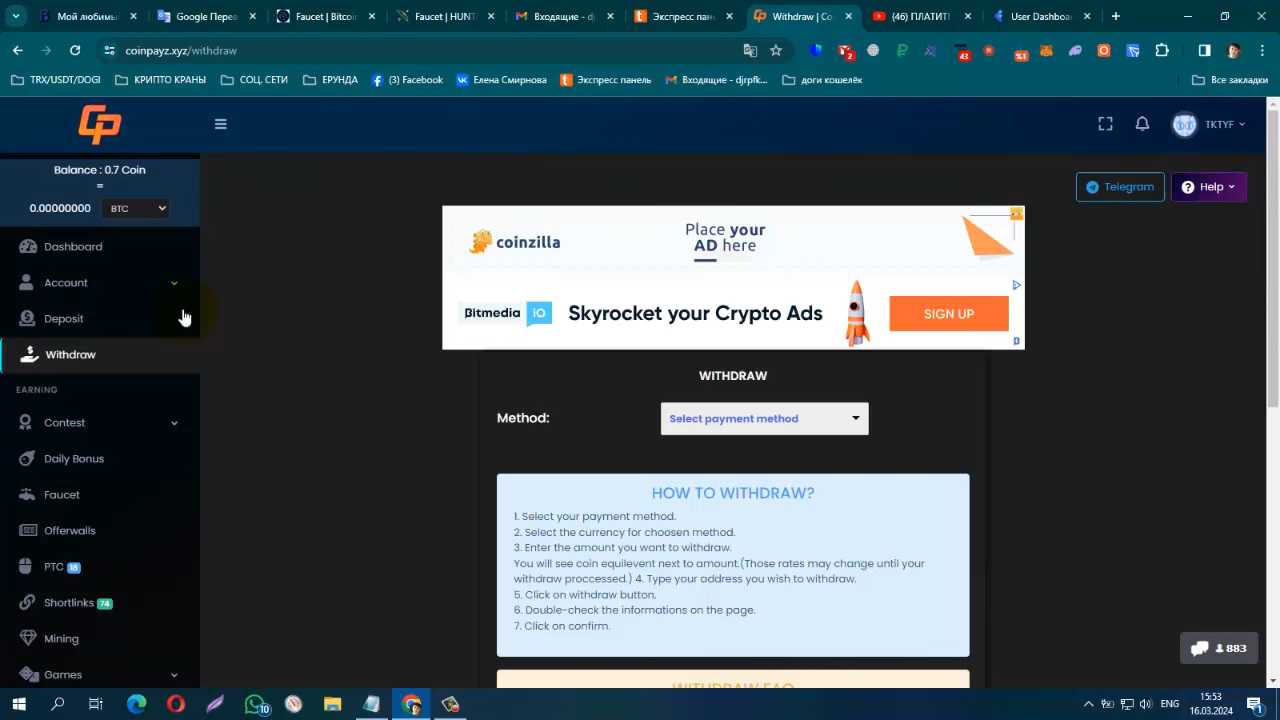 Мой любимы
Google Перев
Faucet | Bitcoi
Faucet | HUNT
Входящие - dj
Экспресс пан
Withdraw | Co
(46) ПЛАТИТ!
User Dashboa
coinpayz.xyz/withdraw
2
43
%1
TRX/USDT/DOGI
КРИПТО КРАНЫ
СОЦ. СЕТИ
ЕРУНДА
(3) Facebook
Елена Смирнова
Экспресс панель
Входящие - djrpfk...
доги кошелёк
Все закладки
TKTYF
Balance : 0.7 Coin
=
0.00000000 BTC
Telegram
Help
coinzilla
Place your
AD here
Bitmedia iO
Skyrocket your Crypto Ads
SIGN UP
Dashboard
Account
Deposit
Withdraw
EARNING
Contest
Daily Bonus
Faucet
Offerwalls
PTC 18
Shortlinks 74
Mining
Games
WITHDRAW
Method:
Select payment method
HOW TO WITHDRAW?
1. Select your payment method.
2. Select the currency for choosen method.
3. Enter the amount you want to withdraw.
You will see coin equilevent next to amount.(Those rates may change until your
withdraw proccessed.) 4. Type your address you wish to withdraw.
5. Click on withdraw button.
6. Double-check the informations on the page.
7. Click on confirm.
WITHDRAW FAQ
883
10
ENG
15:53
16.03.2024
1